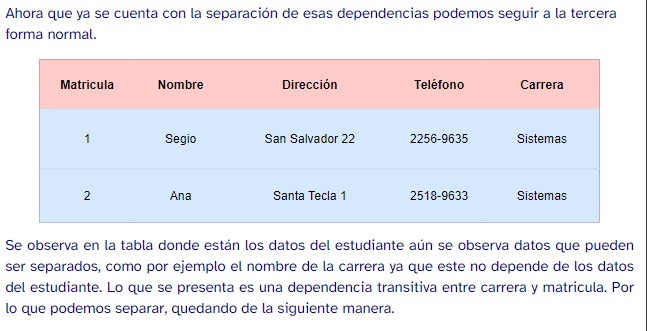 Ahora que ya se cuenta con la separación de esas dependencias podemos seguir a la tercera
forma normal.
Matricula Nombre Dirección Teléfono Carrera
1 Segio San Salvador 22 2256-9635 Sistemas
2 Ana Santa Tecla 1 2518-9633 Sistemas
Se observa en la tabla donde están los datos del estudiante aún se observa datos que pueden
ser separados, como por ejemplo el nombre de la carrera ya que este no depende de los datos
del estudiante. Lo que se presenta es una dependencia transitiva entre carrera y matricula. Por
lo que podemos separar, quedando de la siguiente manera.